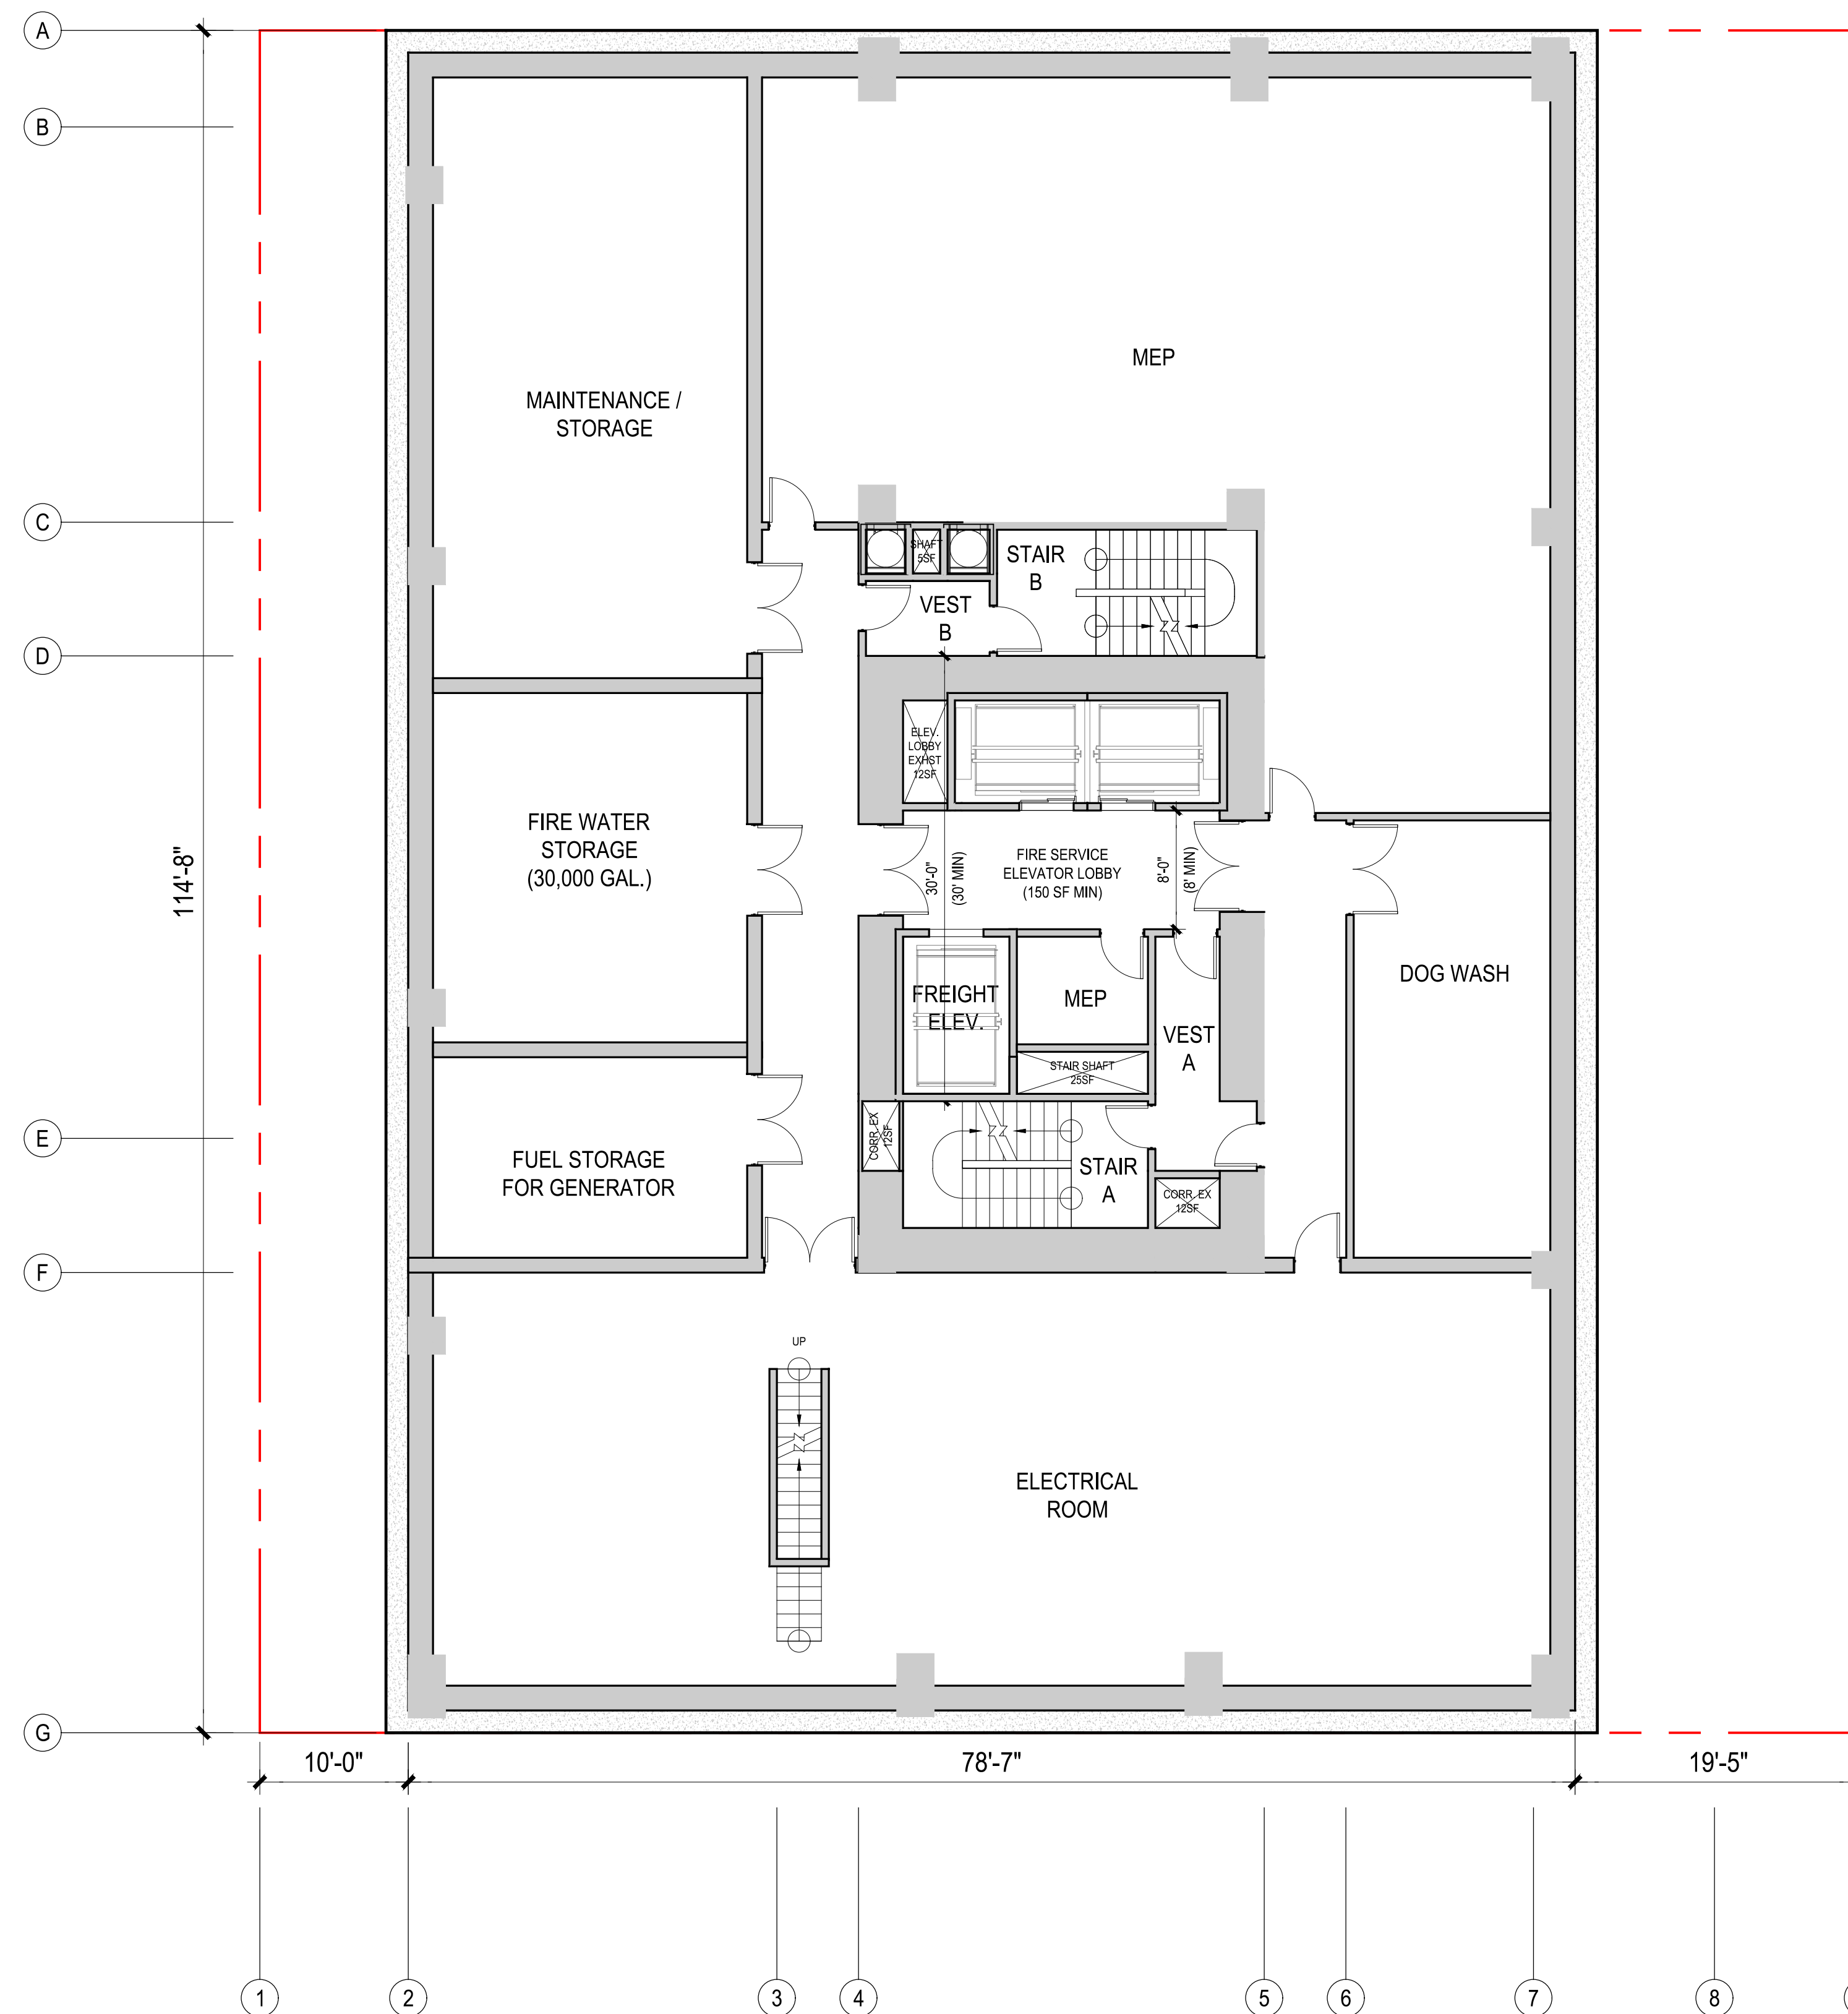 A
B
MEP
MAINTENANCE /
STORAGE
C
SHAFT
5SF
STAIR
B
VEST
B
D
ELEV.
LOBBY
EXHST
12SF
FIRE WATER
STORAGE
(30,000 GAL.)
114'-8"
30'-0"
(30' MIN)
FIRE SERVICE
ELEVATOR LOBBY
(150 SF MIN)
8'-0"
(8' MIN)
DOG WASH
FREIGHT
ELEV.
MEP
VEST
A
STAIR SHAFT
25SF
E
CORR. EX
12SF
FUEL STORAGE
FOR GENERATOR
STAIR
A
CORR. EX
12SF
F
UP
ELECTRICAL
ROOM
G
10'-0"
78'-7"
19'-5"
1
2
3
4
5
6
7
8